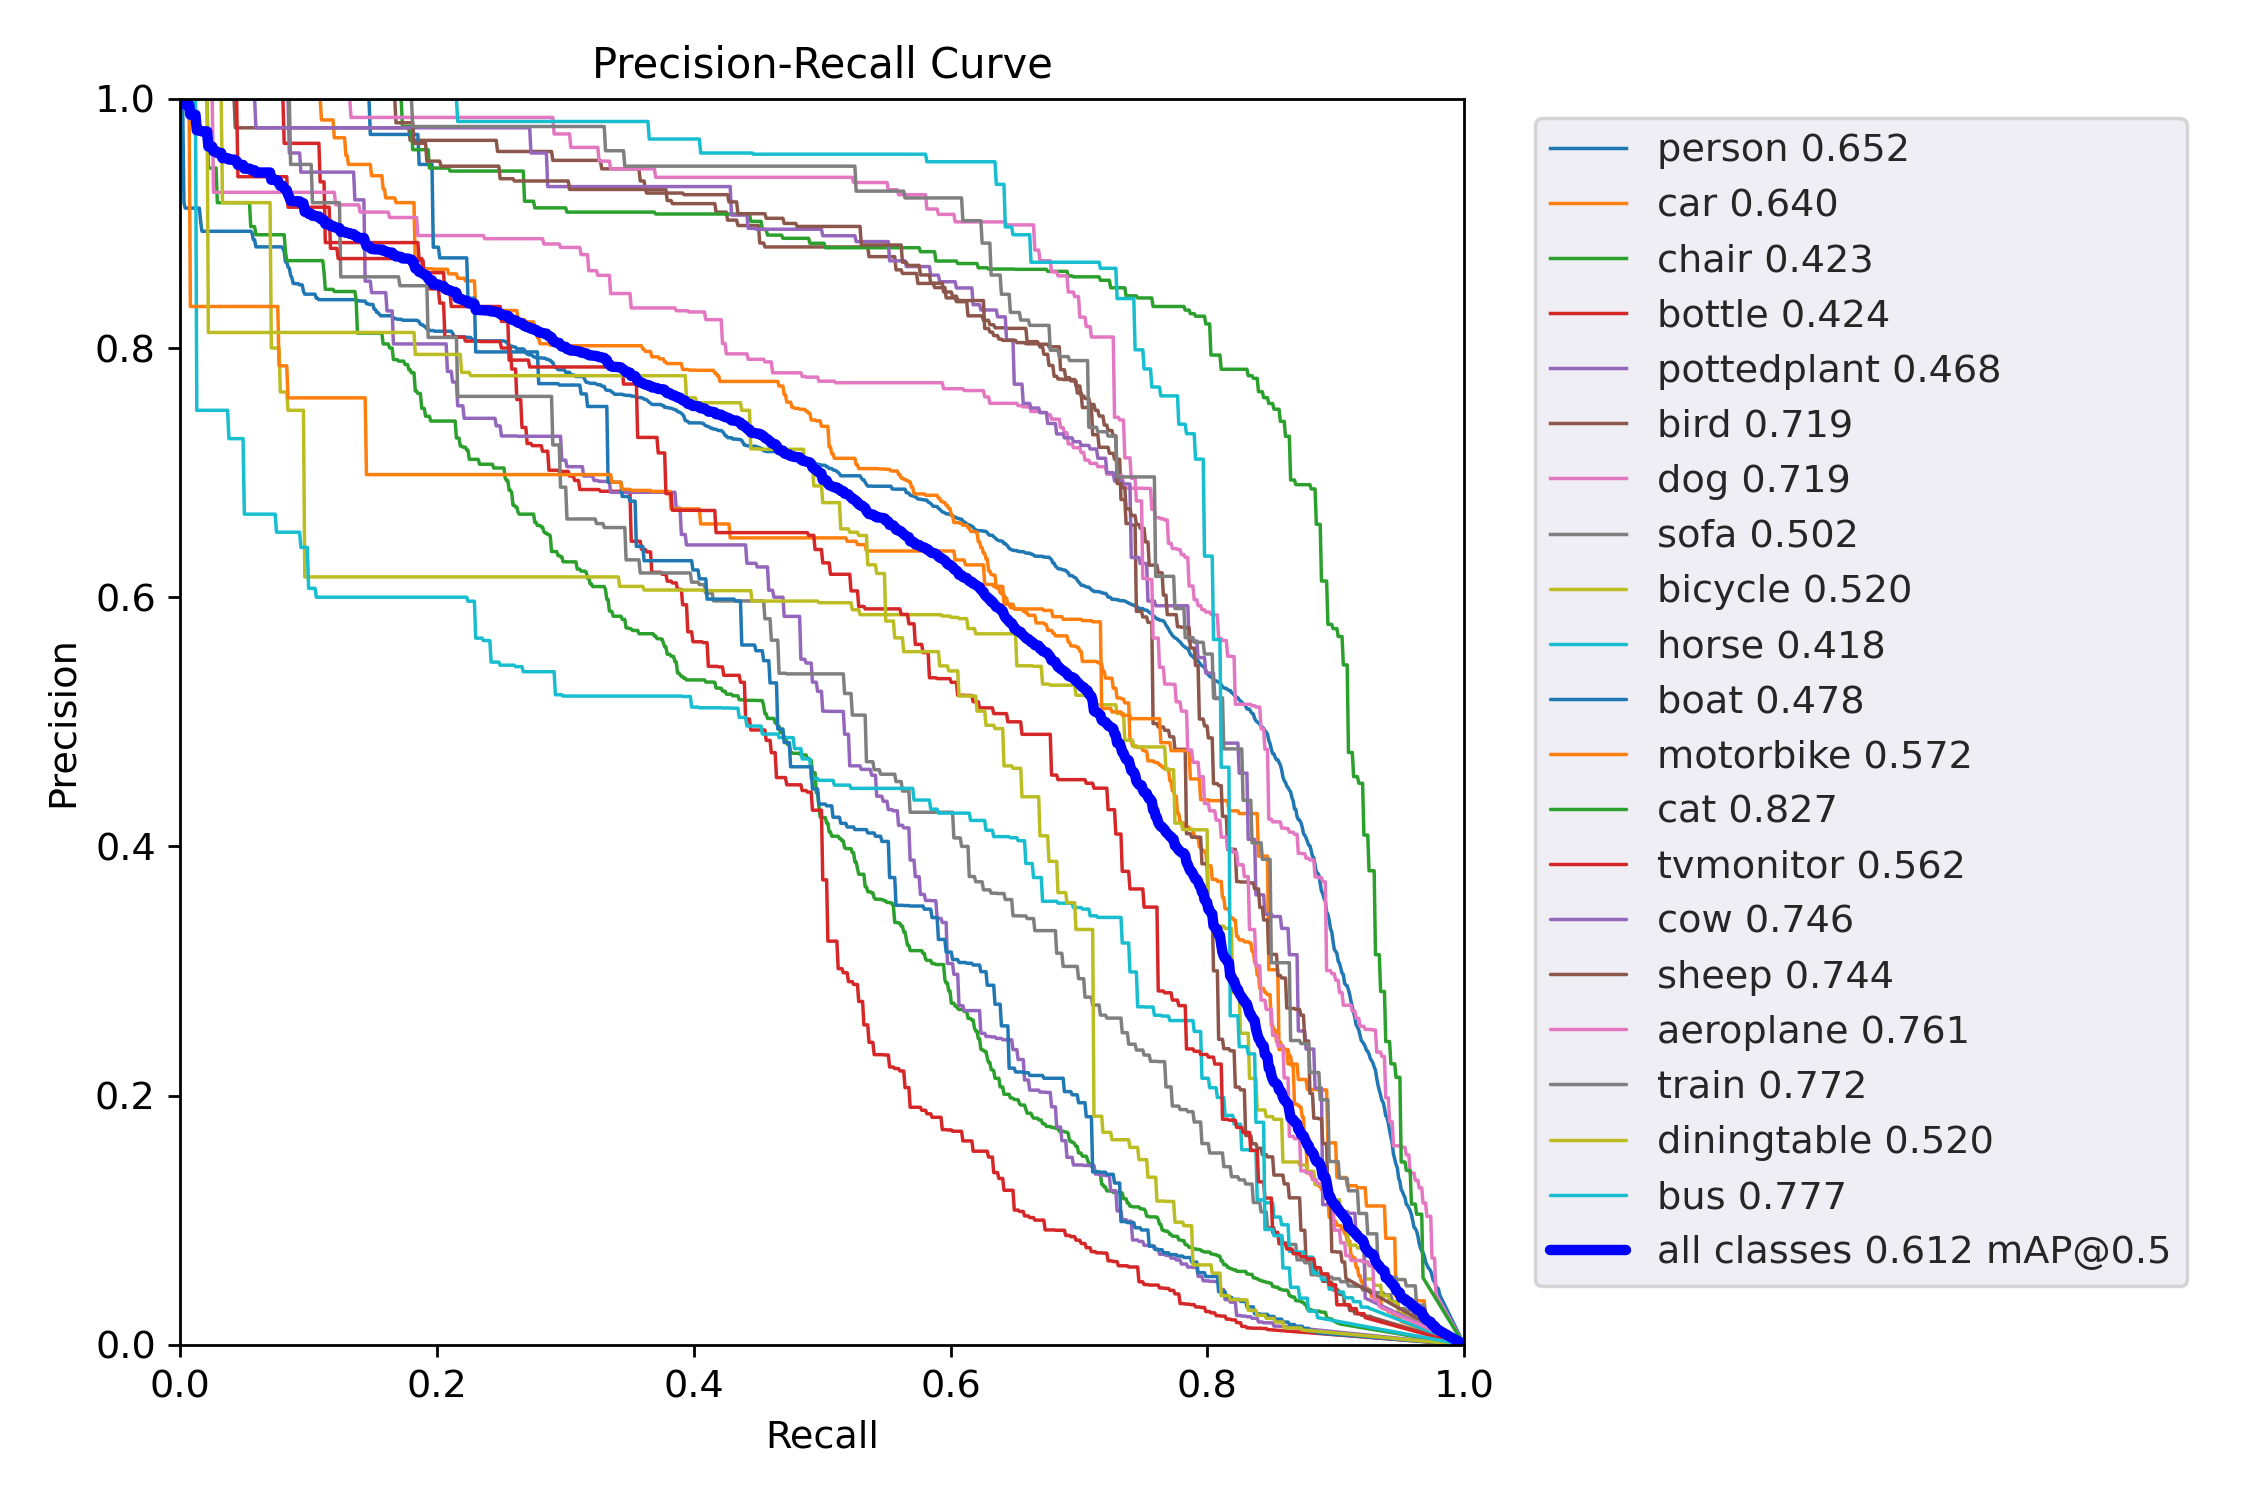 Precision-Recall Curve
1.0
0.8
0.6
0.4
0.2
0.0
Precision
0.0 0.2 0.4 0.6 0.8 1.0
Recall
person 0.652
car 0.640
chair 0.423
bottle 0.424
pottedplant 0.468
bird 0.719
dog 0.719
sofa 0.502
bicycle 0.520
horse 0.418
boat 0.478
motorbike 0.572
cat 0.827
tvmonitor 0.562
cow 0.746
sheep 0.744
aeroplane 0.761
train 0.772
diningtable 0.520
bus 0.777
all classes 0.612 mAP@0.5